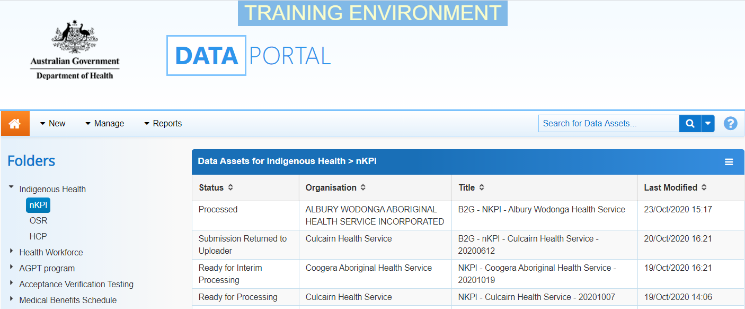 TRAINING ENVIRONMENT
Australian Government
Department of Health
DATA PORTAL
New Manage Reports Search for Data Assets... ?
Folders
Indigenous Health
nKPI
OSR
HCP
Health Workforce
AGPT program
Acceptance Verification Testing
Medical Benefits Schedule
Data Assets for Indigenous Health > nKPI
Status Organisation Title Last Modified
Processed ALBURY WODONGA ABORIGINAL B2G - NKPI - Albury Wodonga Health Service 23/Oct/2020 15:17
HEALTH SERVICE INCORPORATED
Submission Returned to Culcairn Health Service B2G - nKPI - Culcairn Health Service - 20/Oct/2020 16:21
Uploader 20200612
Ready for Interim Coogera Aboriginal Health Service NKPI - Coogera Aboriginal Health Service - 19/Oct/2020 16:21
Processing 20201019
Ready for Processing Culcairn Health Service NKPI - Culcairn Health Service - 20201007 19/Oct/2020 14:06